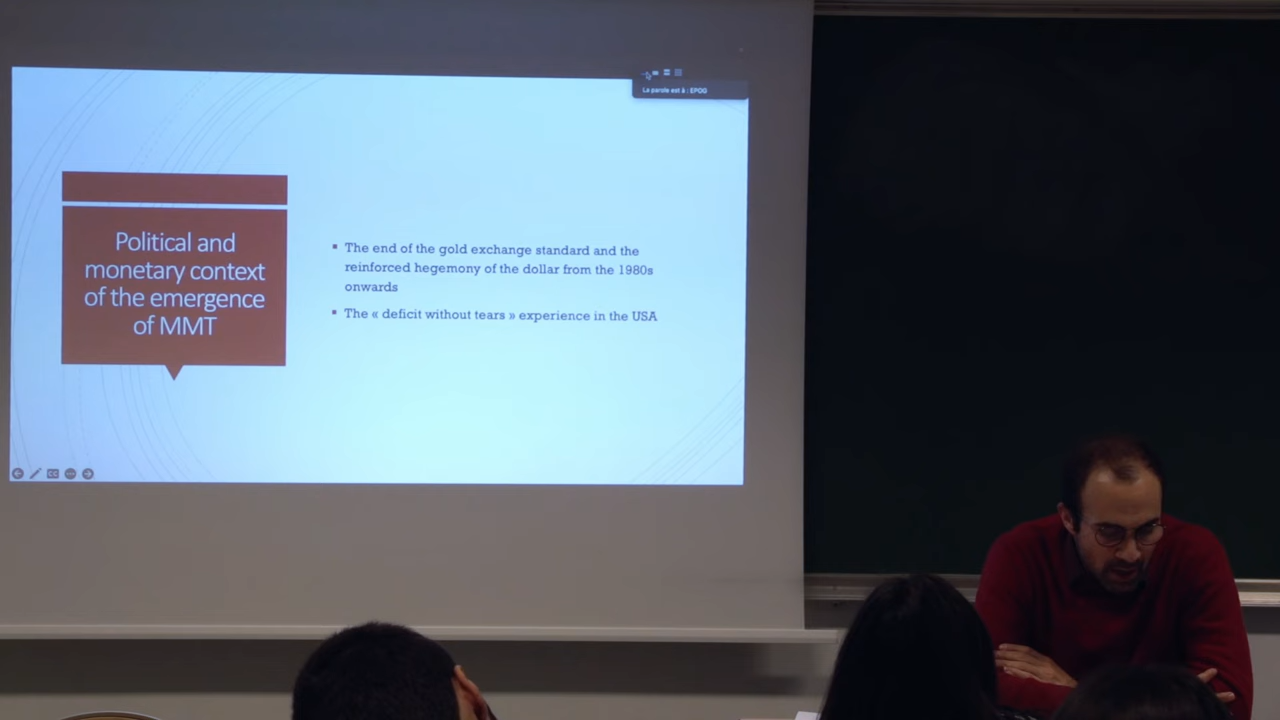 La parole est à : EPOG
Political and
monetary context
of the emergence
of MMT
▪ The end of the gold exchange standard and the
reinforced hegemony of the dollar from the 1980s
onwards
▪ The « deficit without tears » experience in the USA
CC